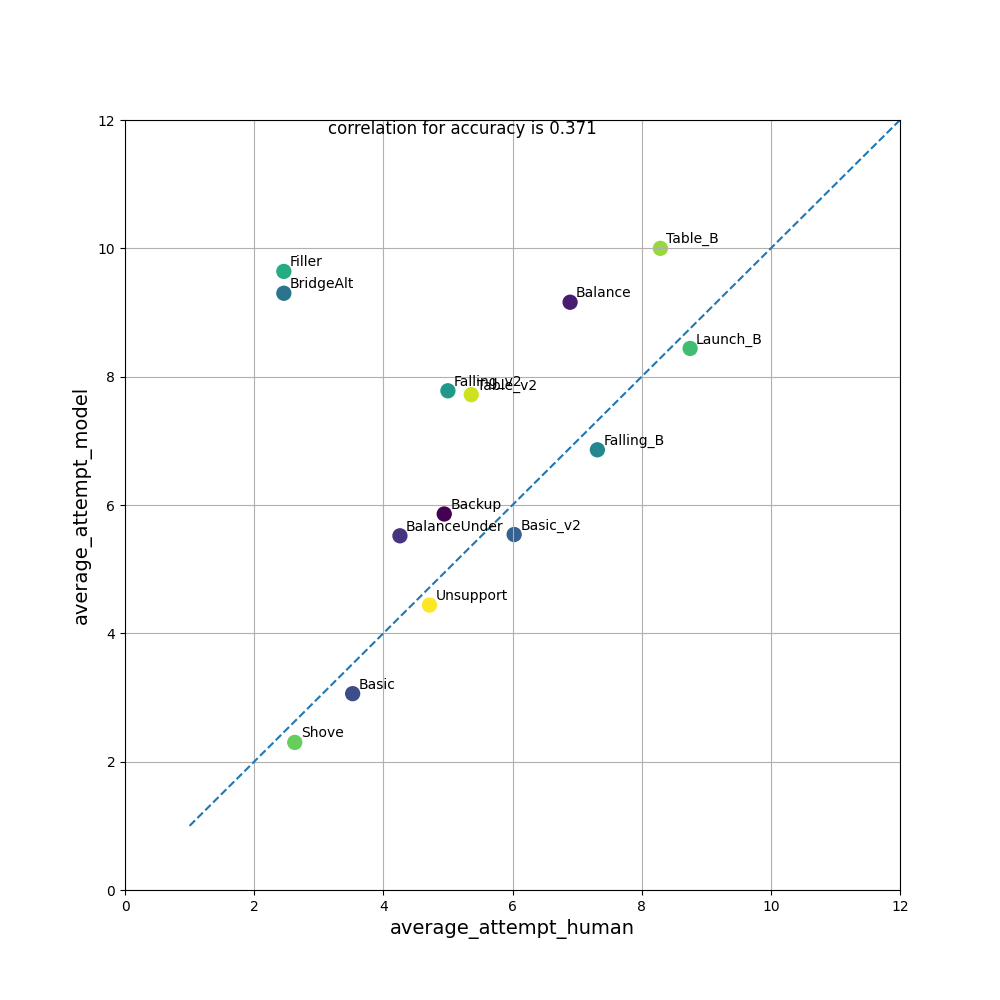 correlation for accuracy is 0.371
12
Table_B
10
Filler
BridgeAlt
Balance
Launch_B
8
Falling_v2
Table_v2
Falling_B
average_attempt_model
6
Backup
BalanceUnder
Basic_v2
Unsupport
4
Basic
Shove
2
0
0 2 4 6 8 10 12
average_attempt_human